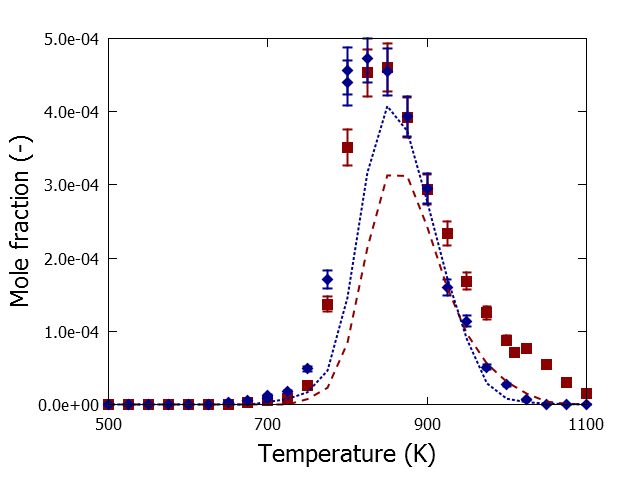 5.0e-04
4.0e-04
3.0e-04
2.0e-04
1.0e-04
0.0e+00
Mole fraction (-)
500
700
900
1100
Temperature (K)